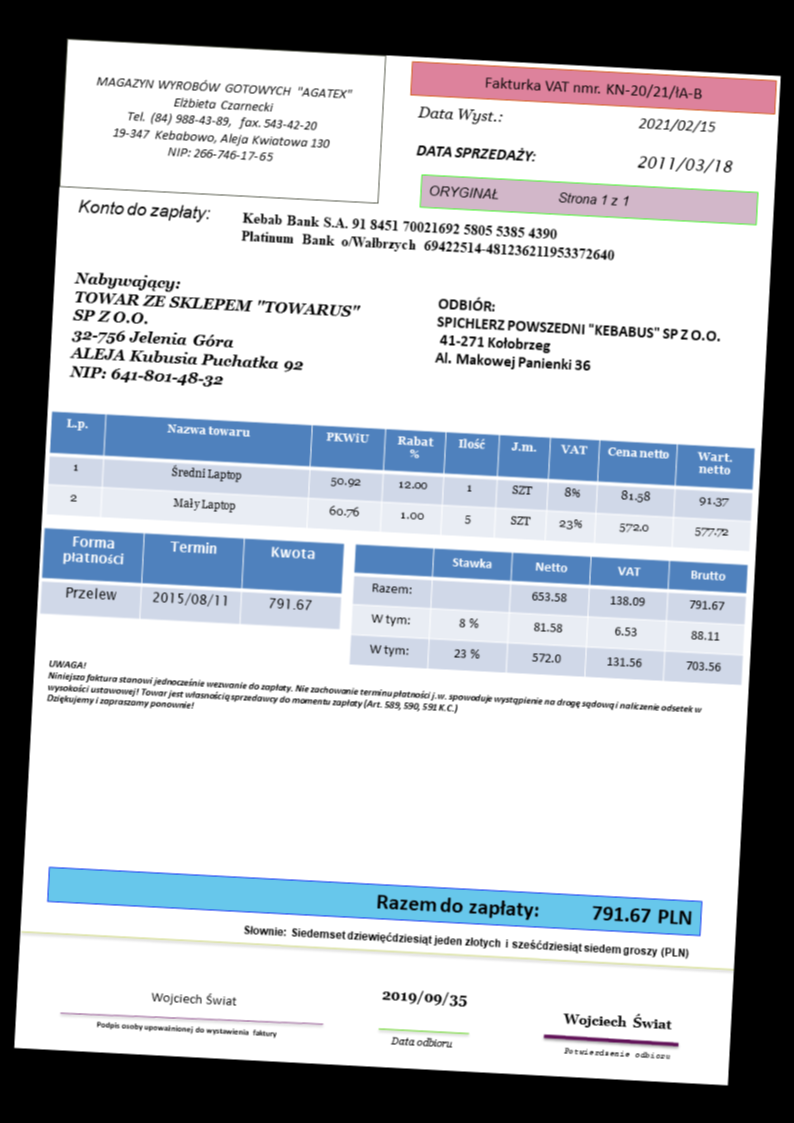 MAGAZYN WYROBÓW GOTOWYCH "AGATEX"
Elżbieta Czarnecki
Tel. (84) 988-43-89, fax. 543-42-20
19-347 Kebabowo, Aleja Kwiatowa 130
NIP: 266-746-17-65
Fakturka VAT nmr. KN-20/21/IA-B
Data Wyst.: 2021/02/15
DATA SPRZEDAŻY: 2011/03/18
ORYGINAŁ Strona 1 z 1
Konto do zapłaty: Kebab Bank S.A. 91 8451 70021692 5805 5385 4390
Platinum Bank o/Wałbrzych 69422514-481236211953372640
Nabywający:
TOWAR ZE SKLEPEM "TOWARUS"
SP Z O.O.
32-756 Jelenia Góra
ALEJA Kubusia Puchatka 92
NIP: 641-801-48-32
ODBIÓR:
SPICHLERZ POWSZEDNI "KEBABUS" SP Z O.O.
41-271 Kołobrzeg
Al. Makowej Panienki 36
L.p. Nazwa towaru PKWiU Rabat % Ilość J.m. VAT Cena netto Wart. netto
1 Średni Laptop 50.92 12.00 1 SZT 8% 81.58 91.37
2 Mały Laptop 60.76 1.00 5 SZT 23% 572.0 577.72
Forma płatności Termin Kwota
Przelew 2015/08/11 791.67
Stawka Netto VAT Brutto
Razem: 653.58 138.09 791.67
W tym: 8 % 81.58 6.53 88.11
W tym: 23 % 572.0 131.56 703.56
UWAGA!
Niniejsza faktura stanowi jednocześnie wezwanie do zapłaty. Nie zachowanie terminu płatności j.w. spowoduje wystąpienie na drogę sądową i naliczenie odsetek w
wysokości ustawowej! Towar jest własnością sprzedawcy do momentu zapłaty (Art. 589, 590, 591 K.C.)
Dziękujemy i zapraszamy ponownie!
Razem do zapłaty: 791.67 PLN
Słownie: Siedemset dziewięćdziesiąt jeden złotych i sześćdziesiąt siedem groszy (PLN)
Wojciech Świat
Podpis osoby upoważnionej do wystawienia faktury
2019/09/35
Data odbioru
Wojciech Świat
Potwierdzenie odbioru